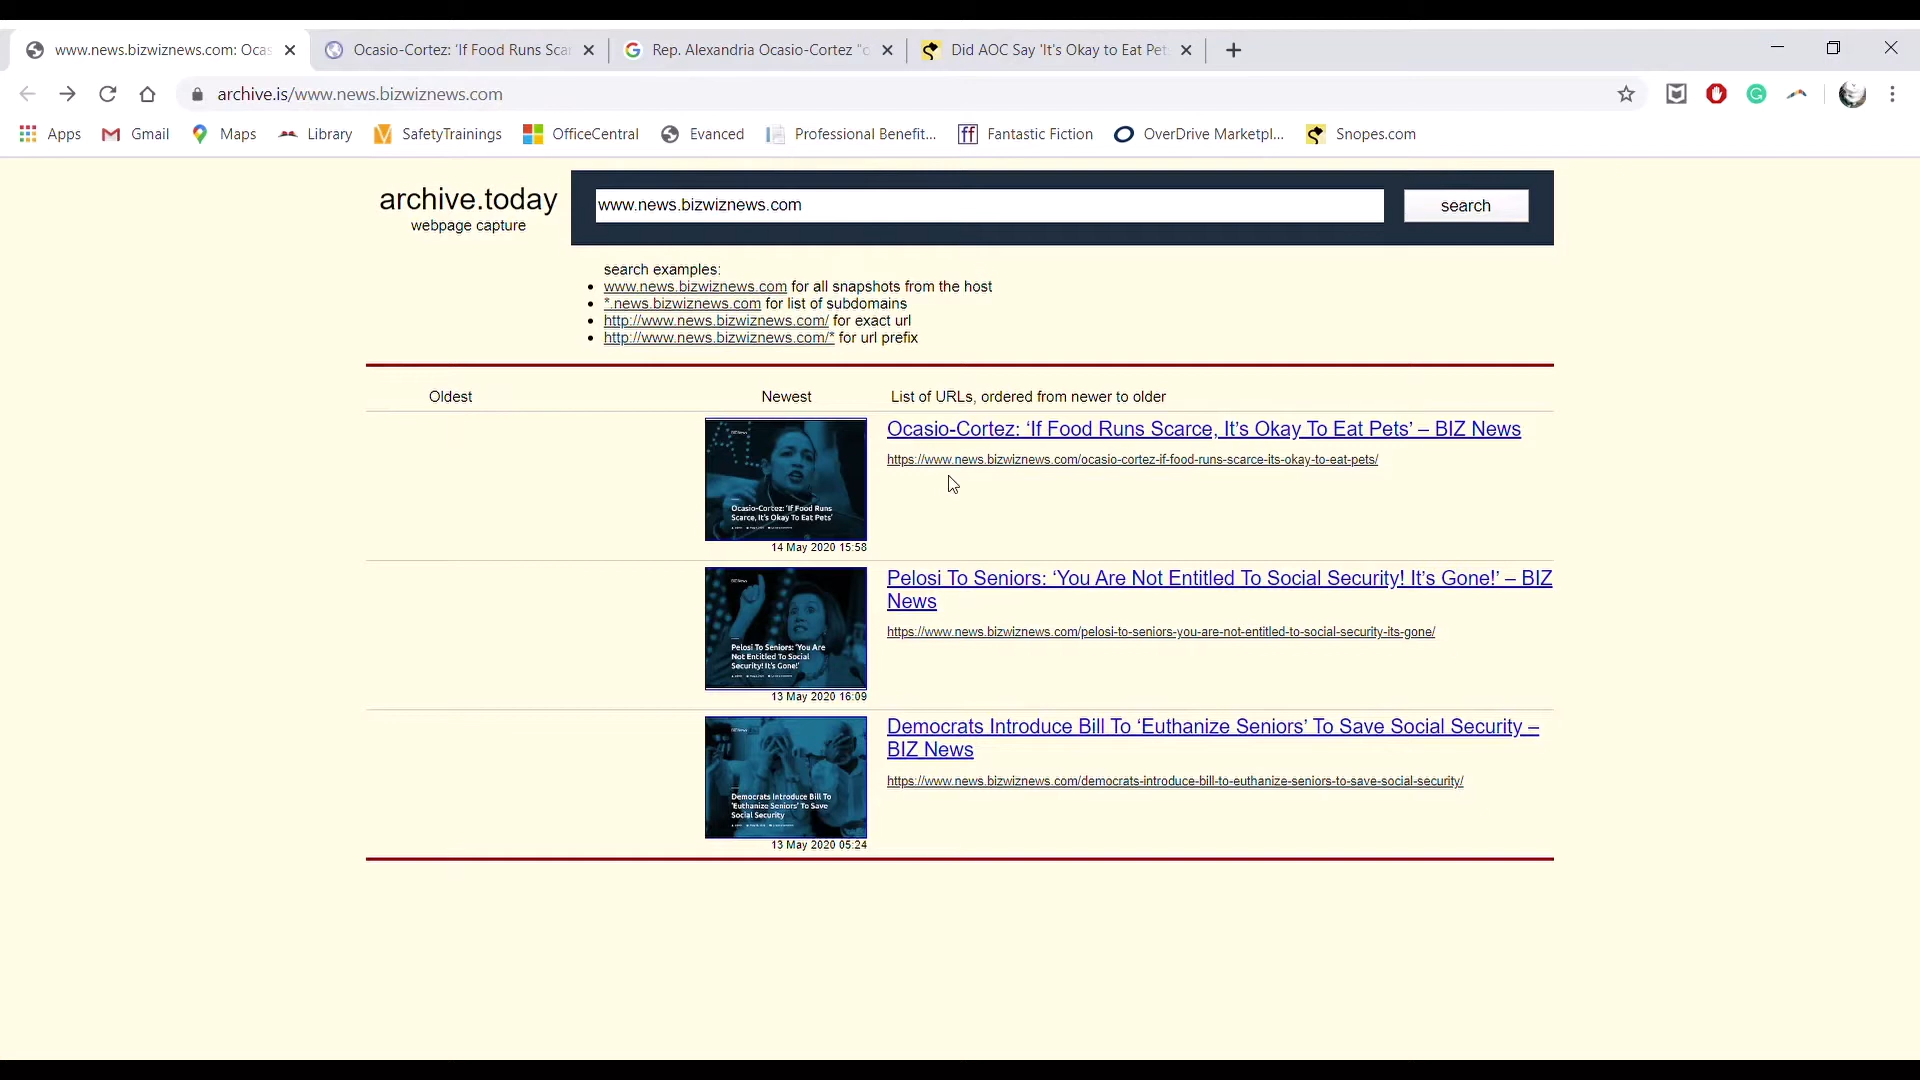 www.news.bizwiznews.com: Ocas
Ocasio-Cortez: 'If Food Runs Scar
Rep. Alexandria Ocasio-Cortez "o
Did AOC Say 'It's Okay to Eat Pet
archive.is/www.news.bizwiznews.com
Apps
Gmail
Maps
Library
SafetyTrainings
OfficeCentral
Evanced
Professional Benefit...
Fantastic Fiction
OverDrive Marketpl...
Snopes.com
archive.today
webpage capture
www.news.bizwiznews.com
search
search examples:
www.news.bizwiznews.com for all snapshots from the host
*.news.bizwiznews.com for list of subdomains
http://www.news.bizwiznews.com/ for exact url
http://www.news.bizwiznews.com/* for url prefix
Oldest
Newest
List of URLs, ordered from newer to older
BIZNews
Ocasio-Cortez: 'If Food Runs
Scarce, It's Okay To Eat Pets'
14 May 2020 15:58
Ocasio-Cortez: ‘If Food Runs Scarce, It’s Okay To Eat Pets’ – BIZ News
https://www.news.bizwiznews.com/ocasio-cortez-if-food-runs-scarce-its-okay-to-eat-pets/
BIZNews
Pelosi To Seniors: 'You Are
Not Entitled To Social
Security! It's Gone!'
13 May 2020 16:09
Pelosi To Seniors: ‘You Are Not Entitled To Social Security! It’s Gone!’ – BIZ
News
https://www.news.bizwiznews.com/pelosi-to-seniors-you-are-not-entitled-to-social-security-its-gone/
BIZNews
Democrats Introduce Bill To
'Euthanize Seniors' To Save
Social Security
13 May 2020 05:24
Democrats Introduce Bill To ‘Euthanize Seniors’ To Save Social Security –
BIZ News
https://www.news.bizwiznews.com/democrats-introduce-bill-to-euthanize-seniors-to-save-social-security/